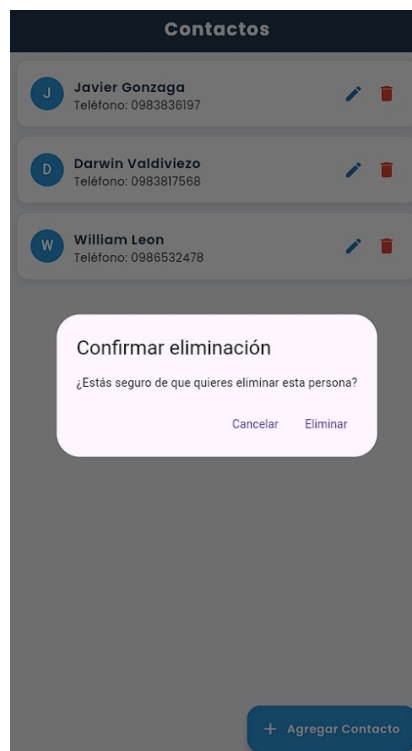 Contactos
J
Javier Gonzaga
Teléfono: 0983836197
D
Darwin Valdiviezo
Teléfono: 0983817568
W
William Leon
Teléfono: 0986532478
Confirmar eliminación
¿Estás seguro de que quieres eliminar esta persona?
Cancelar Eliminar
+ Agregar Contacto